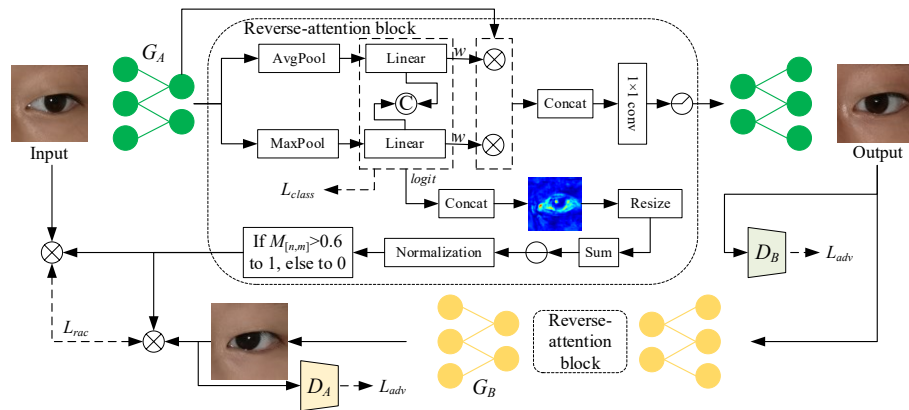 Reverse-attention block
G_A
AvgPool
Linear
w
C
Concat
1×1 conv
MaxPool
Linear
w
Input
Output
L_class
logit
Concat
Resize
If M_[n,m]>0.6
to 1, else to 0
Normalization
Sum
D_B
L_adv
L_rac
Reverse-
attention
block
D_A
L_adv
G_B